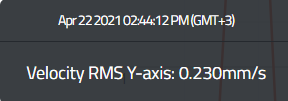 Apr 22 2021 02:44:12 PM (GMT+3)
Velocity RMS Y-axis: 0.230mm/s